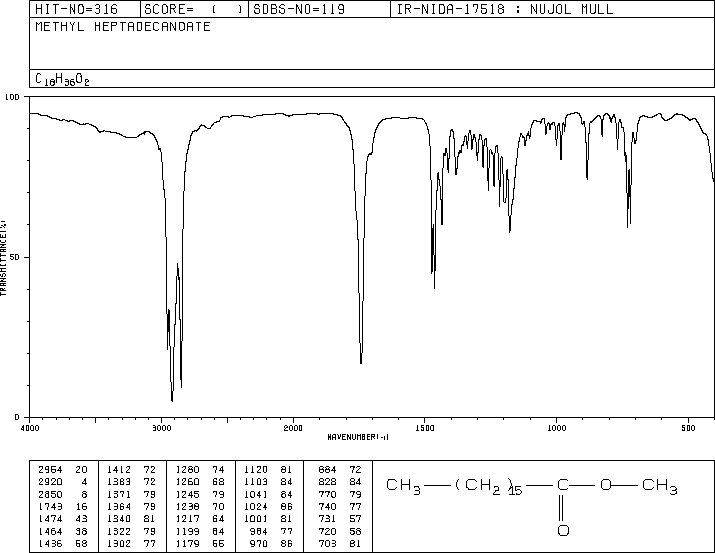 HIT-NO=316 SCORE= ( ) SDBS-NO=119 IR-NIDA-17518 : NUJOL MULL
METHYL HEPTADECANOATE
C18H36O2
100
50
0
TRANSMITTANCE(%)
4000 3000 2000 1500 1000 500
WAVENUMBER(-1)
2954 20 1412 72 1280 74 1120 81 884 72
2920 4 1383 72 1260 68 1103 84 828 84
2850 8 1371 79 1245 79 1041 84 770 79
1743 16 1364 79 1238 70 1024 86 740 77
1474 43 1340 81 1217 64 1001 81 731 57
1464 38 1322 79 1199 84 984 77 720 58
1436 58 1302 77 1179 55 970 86 703 81
CH3 (CH2)15 C O CH3
O